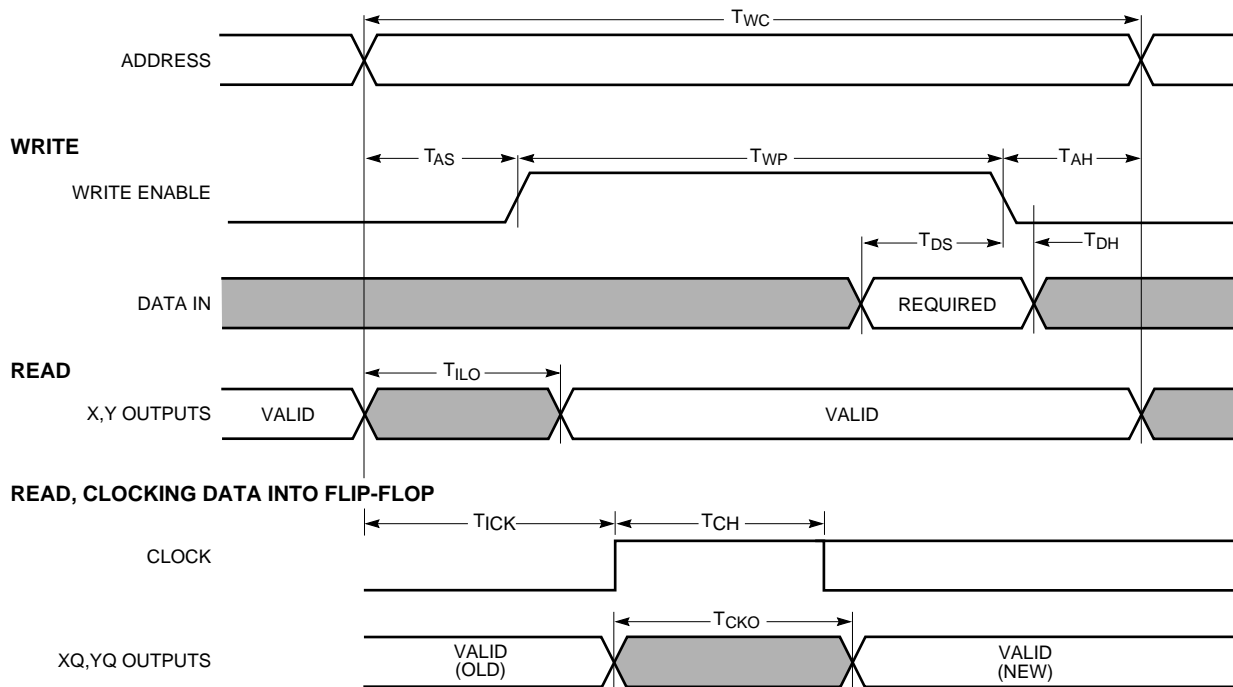 TWC
ADDRESS
WRITE
TAS
TWP
TAH
WRITE ENABLE
TDS
TDH
DATA IN
REQUIRED
READ
TILO
X,Y OUTPUTS
VALID
VALID
READ, CLOCKING DATA INTO FLIP-FLOP
TICK
TCH
CLOCK
TCKO
XQ,YQ OUTPUTS
VALID
(OLD)
VALID
(NEW)